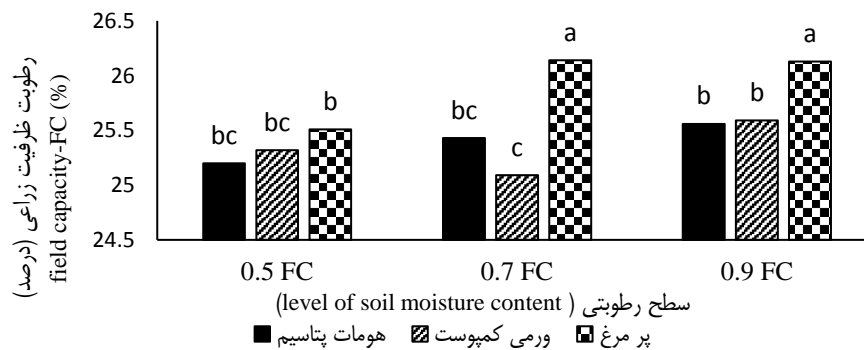 رطوبت ظرفیت زراعی (درصد)
field capacity-FC (%)
26.5
26
25.5
25
24.5
bc
bc
b
bc
c
a
b
b
a
0.5 FC
0.7 FC
0.9 FC
سطح رطوبتی ( level of soil moisture content)
هومات پتاسیم
ورمی کمپوست
پر مرغ